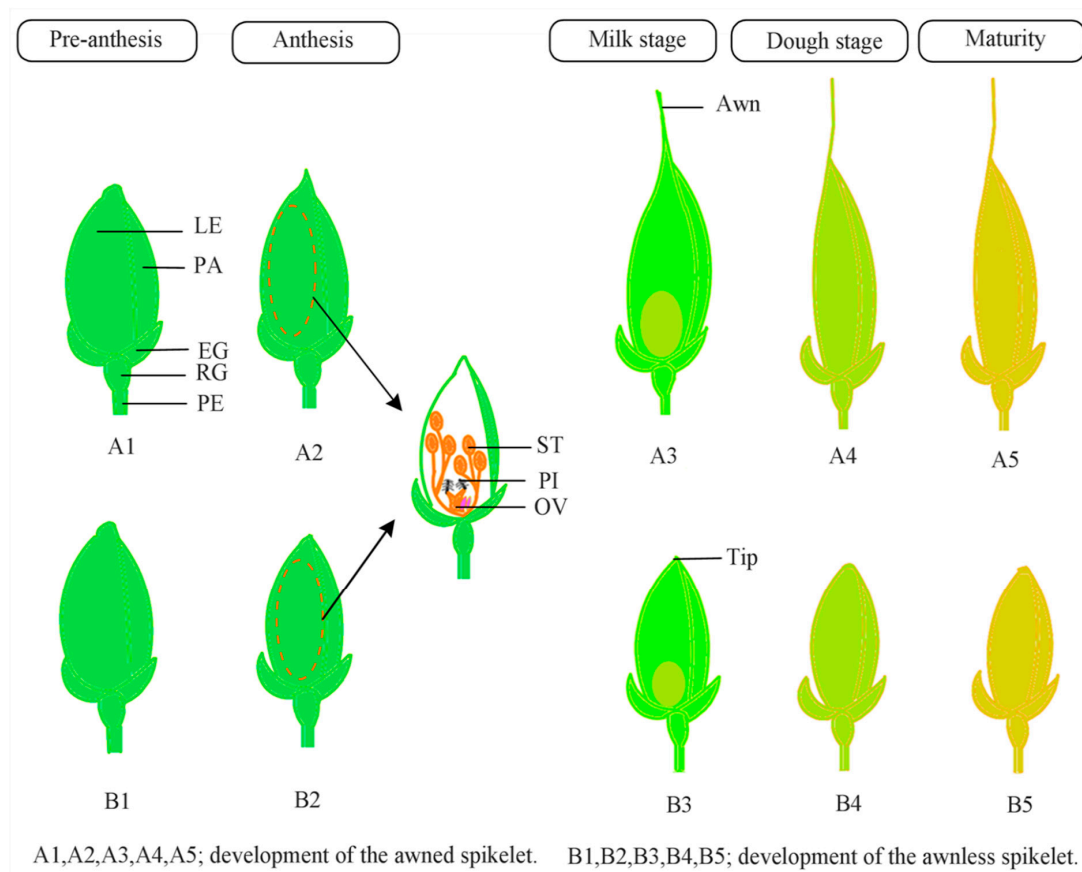 Pre-anthesis
Anthesis
Milk stage
Dough stage
Maturity
Awn
LE
PA
EG
RG
PE
A1
A2
A3
A4
A5
ST
PI
OV
Tip
B1
B2
B3
B4
B5
A1,A2,A3,A4,A5; development of the awned spikelet.
B1,B2,B3,B4,B5; development of the awnless spikelet.